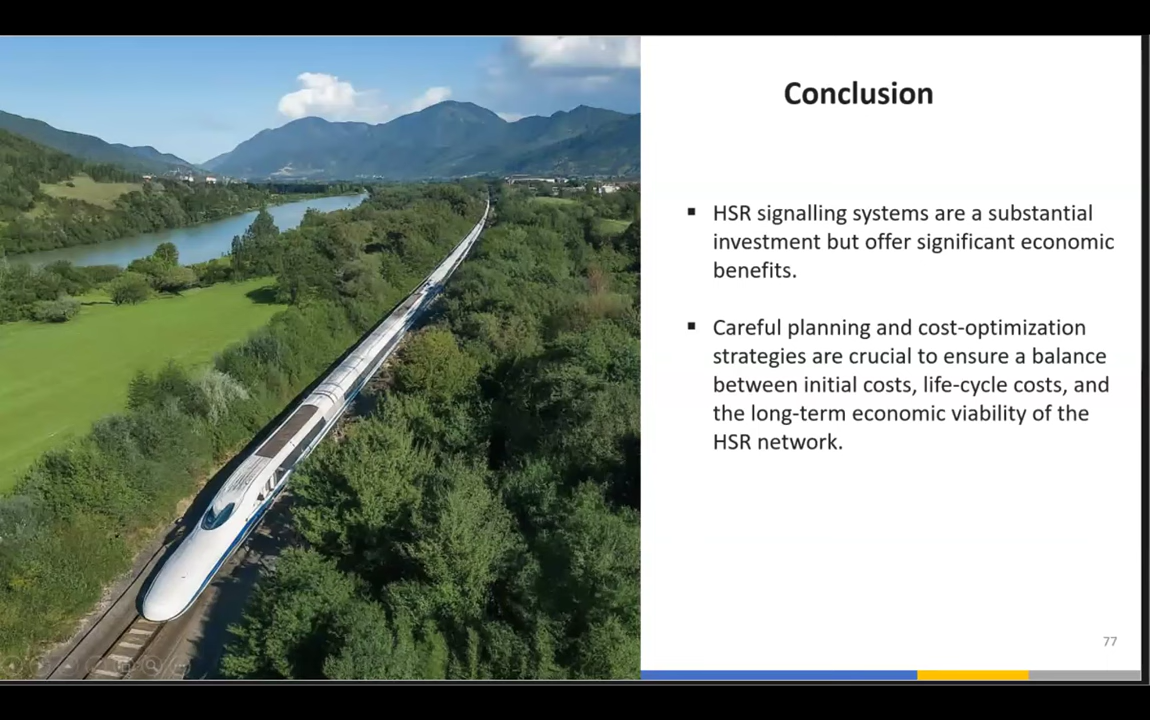 Conclusion
▪ HSR signalling systems are a substantial
investment but offer significant economic
benefits.
▪ Careful planning and cost-optimization
strategies are crucial to ensure a balance
between initial costs, life-cycle costs, and
the long-term economic viability of the
HSR network.
77